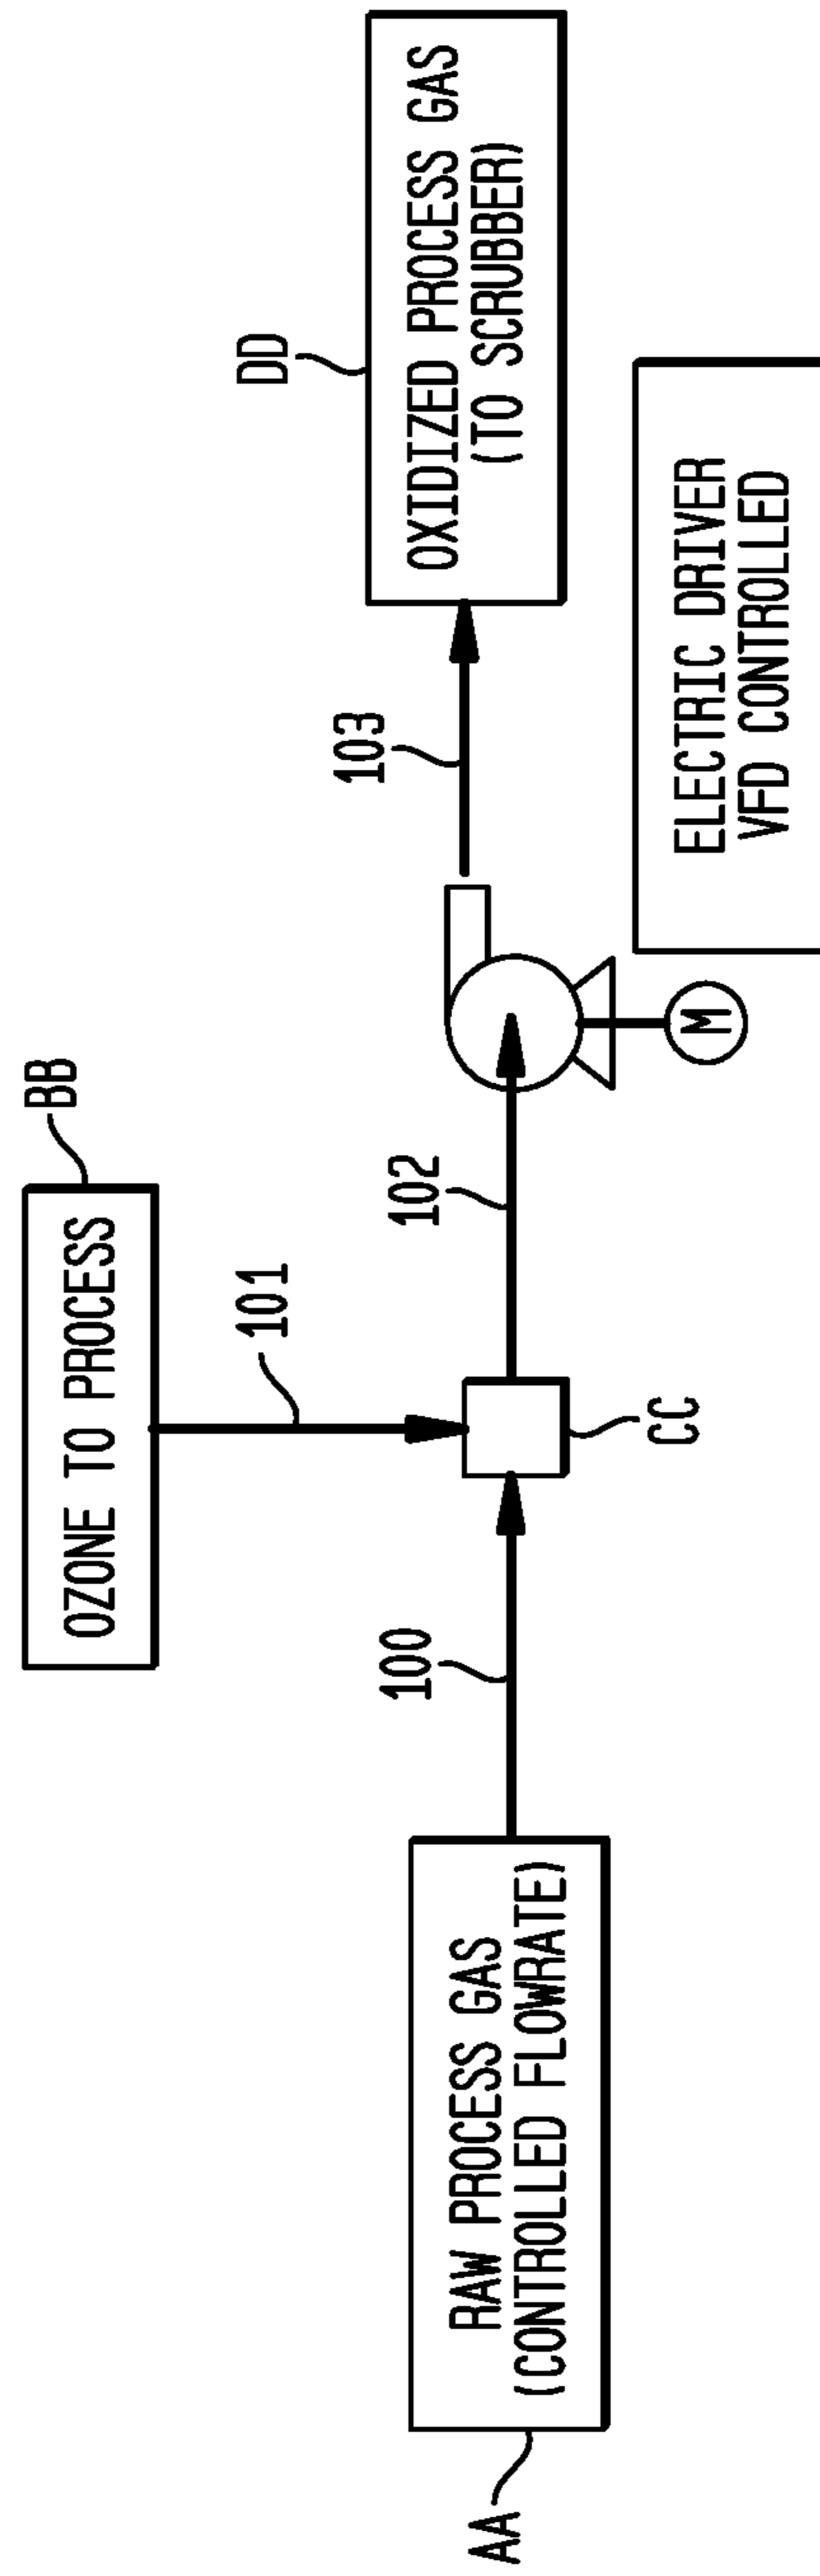 BB
OZONE TO PROCESS
101
DD
103
102
100
OXIDIZED PROCESS GAS
(TO SCRUBBER)
RAW PROCESS GAS
(CONTROLLED FLOWRATE)
AA
CC
M
ELECTRIC DRIVER
VFD CONTROLLED